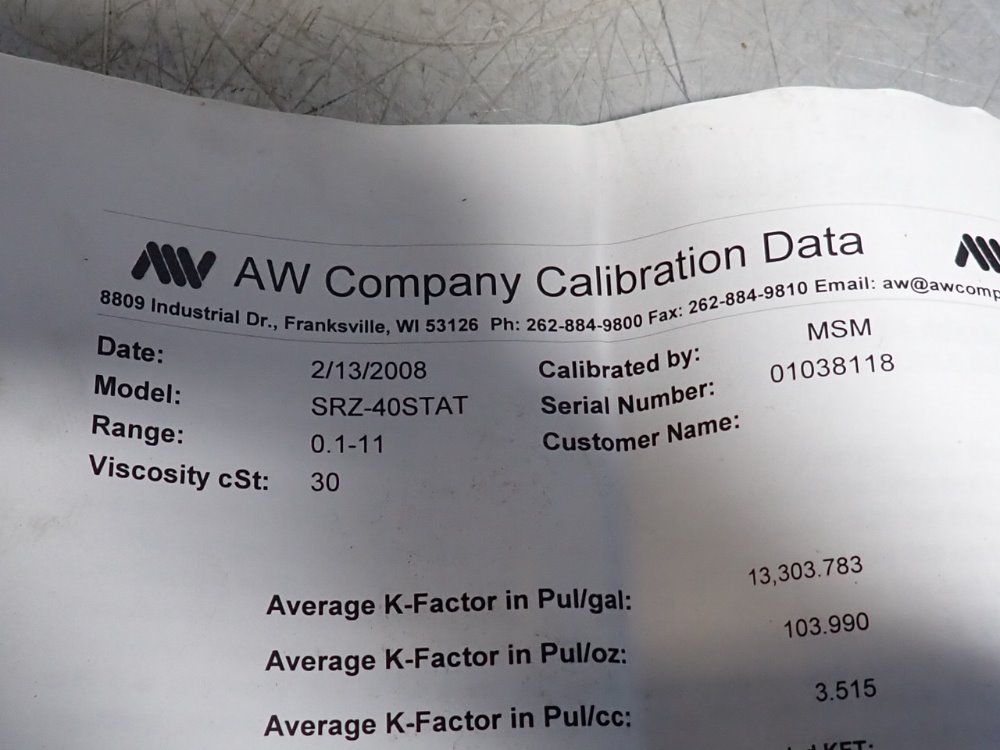 AW Company Calibration Data
8809 Industrial Dr., Franksville, WI 53126 Ph: 262-884-9800 Fax: 262-884-9810 Email: aw@awcomp
Date: 2/13/2008 Calibrated by: MSM
Model: SRZ-40STAT Serial Number: 01038118
Range: 0.1-11 Customer Name:
Viscosity cSt: 30
Average K-Factor in Pul/gal: 13,303.783
Average K-Factor in Pul/oz: 103.990
Average K-Factor in Pul/cc: 3.515
KFT: